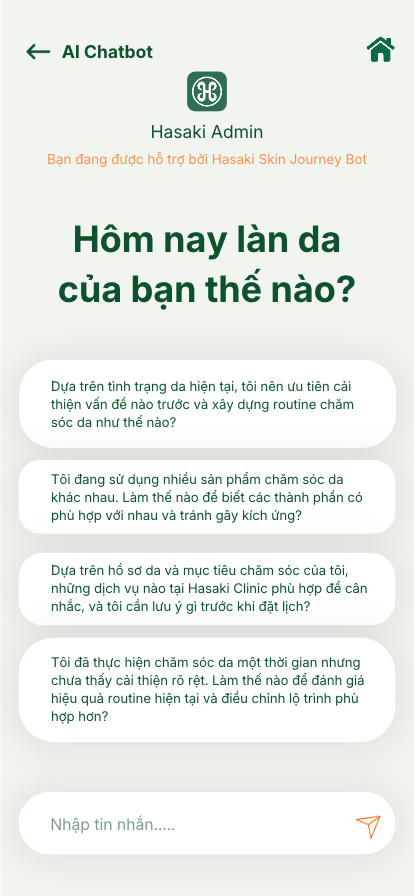 AI Chatbot
Hasaki Admin
Bạn đang được hỗ trợ bởi Hasaki Skin Journey Bot
Hôm nay làn da
của bạn thế nào?
Dựa trên tình trạng da hiện tại, tôi nên ưu tiên cải
thiện vấn đề nào trước và xây dựng routine chăm
sóc da như thế nào?
Tôi đang sử dụng nhiều sản phẩm chăm sóc da
khác nhau. Làm thế nào để biết các thành phần có
phù hợp với nhau và tránh gây kích ứng?
Dựa trên hồ sơ da và mục tiêu chăm sóc của tôi,
những dịch vụ nào tại Hasaki Clinic phù hợp để cân
nhắc, và tôi cần lưu ý gì trước khi đặt lịch?
Tôi đã thực hiện chăm sóc da một thời gian nhưng
chưa thấy cải thiện rõ rệt. Làm thế nào để đánh giá
hiệu quả routine hiện tại và điều chỉnh lộ trình phù
hợp hơn?
Nhập tin nhắn.....